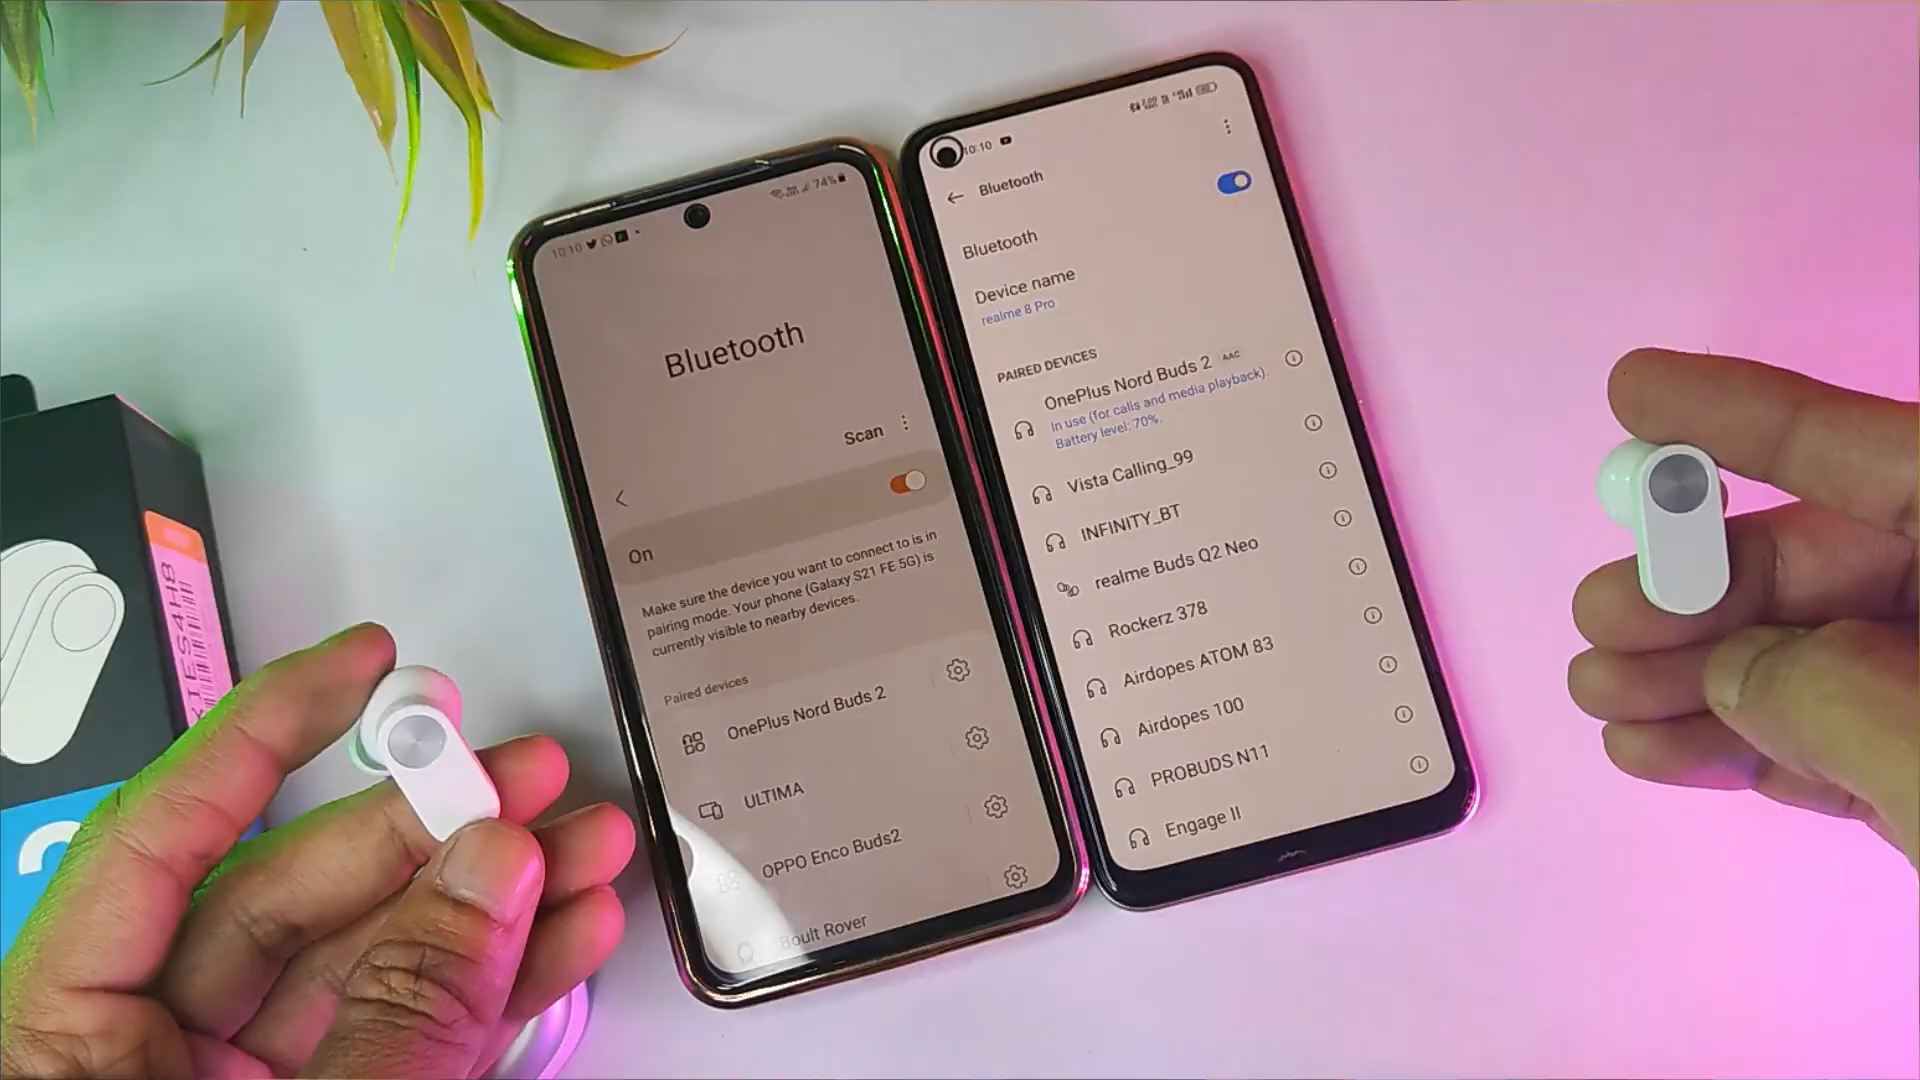 10:10
74%
Bluetooth
Scan
On
Make sure the device you want to connect to is in
pairing mode. Your phone (Galaxy S21 FE 5G) is
currently visible to nearby devices.
Paired devices
OnePlus Nord Buds 2
ULTIMA
OPPO Enco Buds2
Boult Rover
10:10
Bluetooth
Bluetooth
Device name
realme 8 Pro
PAIRED DEVICES
OnePlus Nord Buds 2 AAC
In use (for calls and media playback).
Battery level: 70%.
Vista Calling_99
INFINITY_BT
realme Buds Q2 Neo
Rockerz 378
Airdopes ATOM 83
Airdopes 100
PROBUDS N11
Engage II